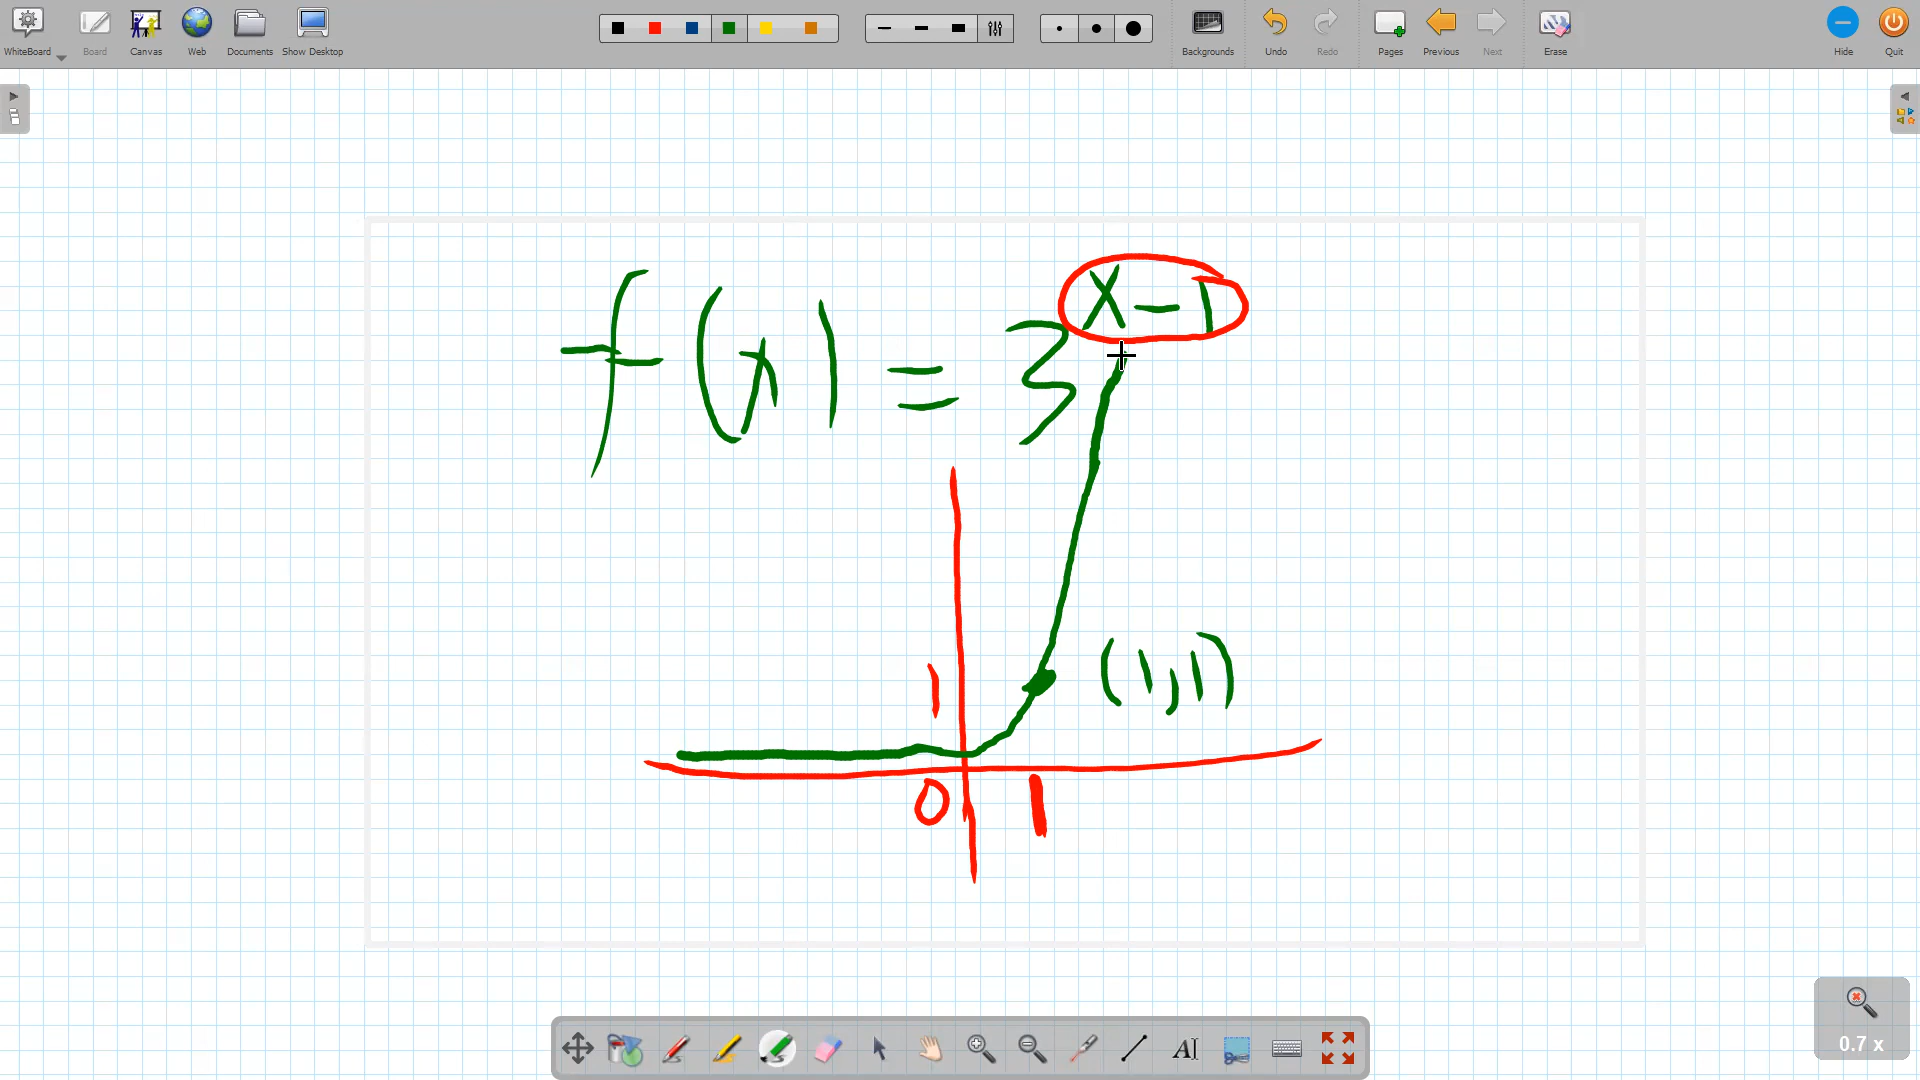 WhiteBoard Board Canvas Web Documents Show Desktop Backgrounds Undo Redo Pages Previous Next Erase Hide Quit
f(x) = 3^{x-1}
1 (1,1)
0 1
0.7 x